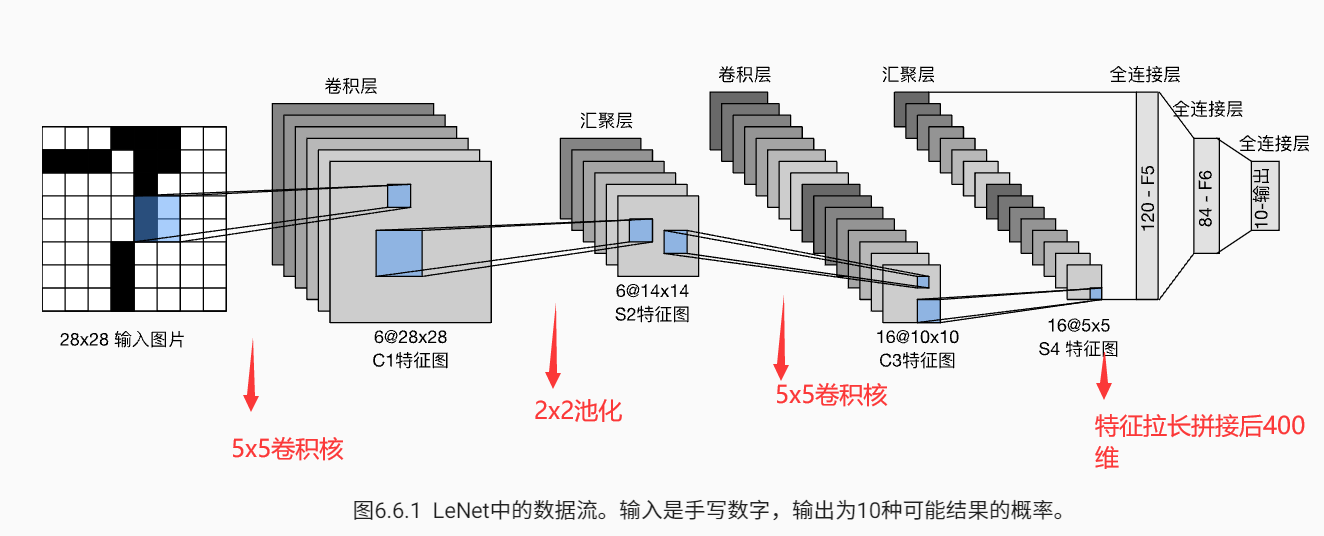 卷积层
汇聚层
卷积层
汇聚层
全连接层
全连接层
全连接层
120 - F5
84 - F6
10-输出
28x28 输入图片
6@28x28
C1特征图
6@14x14
S2特征图
16@10x10
C3特征图
16@5x5
S4 特征图
5x5卷积核
2x2池化
5x5卷积核
特征拉长拼接后400
维
图6.6.1 LeNet中的数据流。输入是手写数字，输出为10种可能结果的概率。